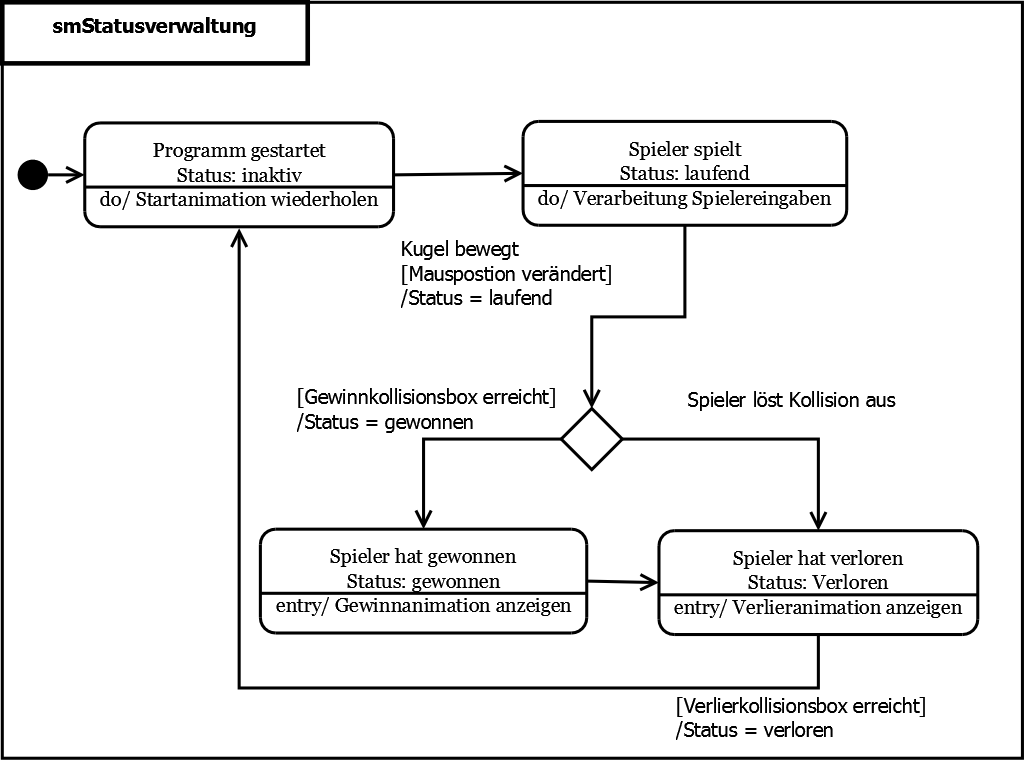 smStatusverwaltung
Programm gestartet
Status: inaktiv
do/ Startanimation wiederholen
Spieler spielt
Status: laufend
do/ Verarbeitung Spielereingaben
Kugel bewegt
[Mauspostion verändert]
/Status = laufend
[Gewinnkollisionsbox erreicht]
/Status = gewonnen
Spieler löst Kollision aus
Spieler hat gewonnen
Status: gewonnen
entry/ Gewinnanimation anzeigen
Spieler hat verloren
Status: Verloren
entry/ Verlieranimation anzeigen
[Verlierkollisionsbox erreicht]
/Status = verloren